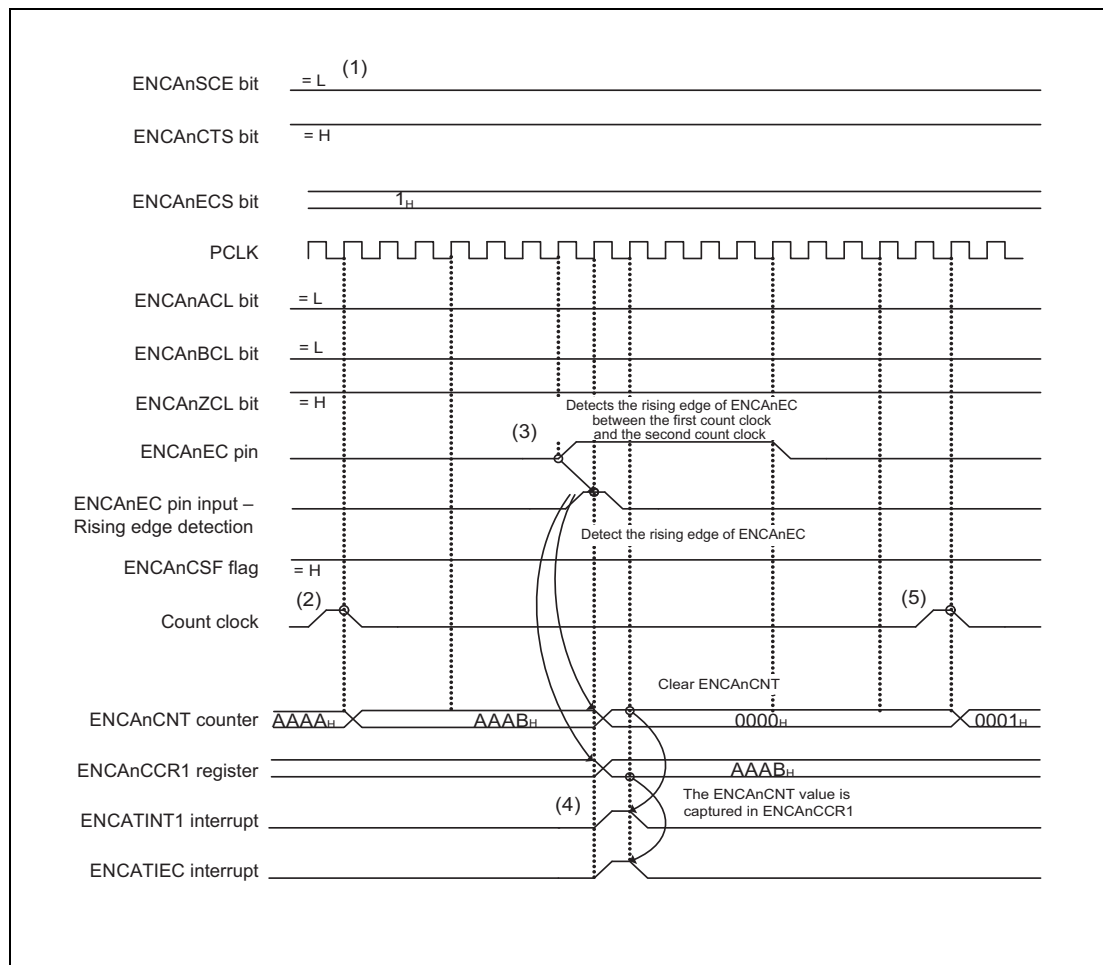 ENCAnSCE bit = L (1)
ENCAnCTS bit = H
ENCAnECS bit 1H
PCLK
ENCAnACL bit = L
ENCAnBCL bit = L
ENCAnZCL bit = H
Detects the rising edge of ENCAnEC
between the first count clock
and the second count clock
(3)
ENCAnEC pin
ENCAnEC pin input –
Rising edge detection
Detect the rising edge of ENCAnEC
ENCAnCSF flag = H
(2) (5)
Count clock
Clear ENCAnCNT
ENCAnCNT counter AAAAH AAABH 0000H 0001H
ENCAnCCR1 register AAABH
The ENCAnCNT value is
captured in ENCAnCCR1
(4)
ENCATINT1 interrupt
ENCATIEC interrupt